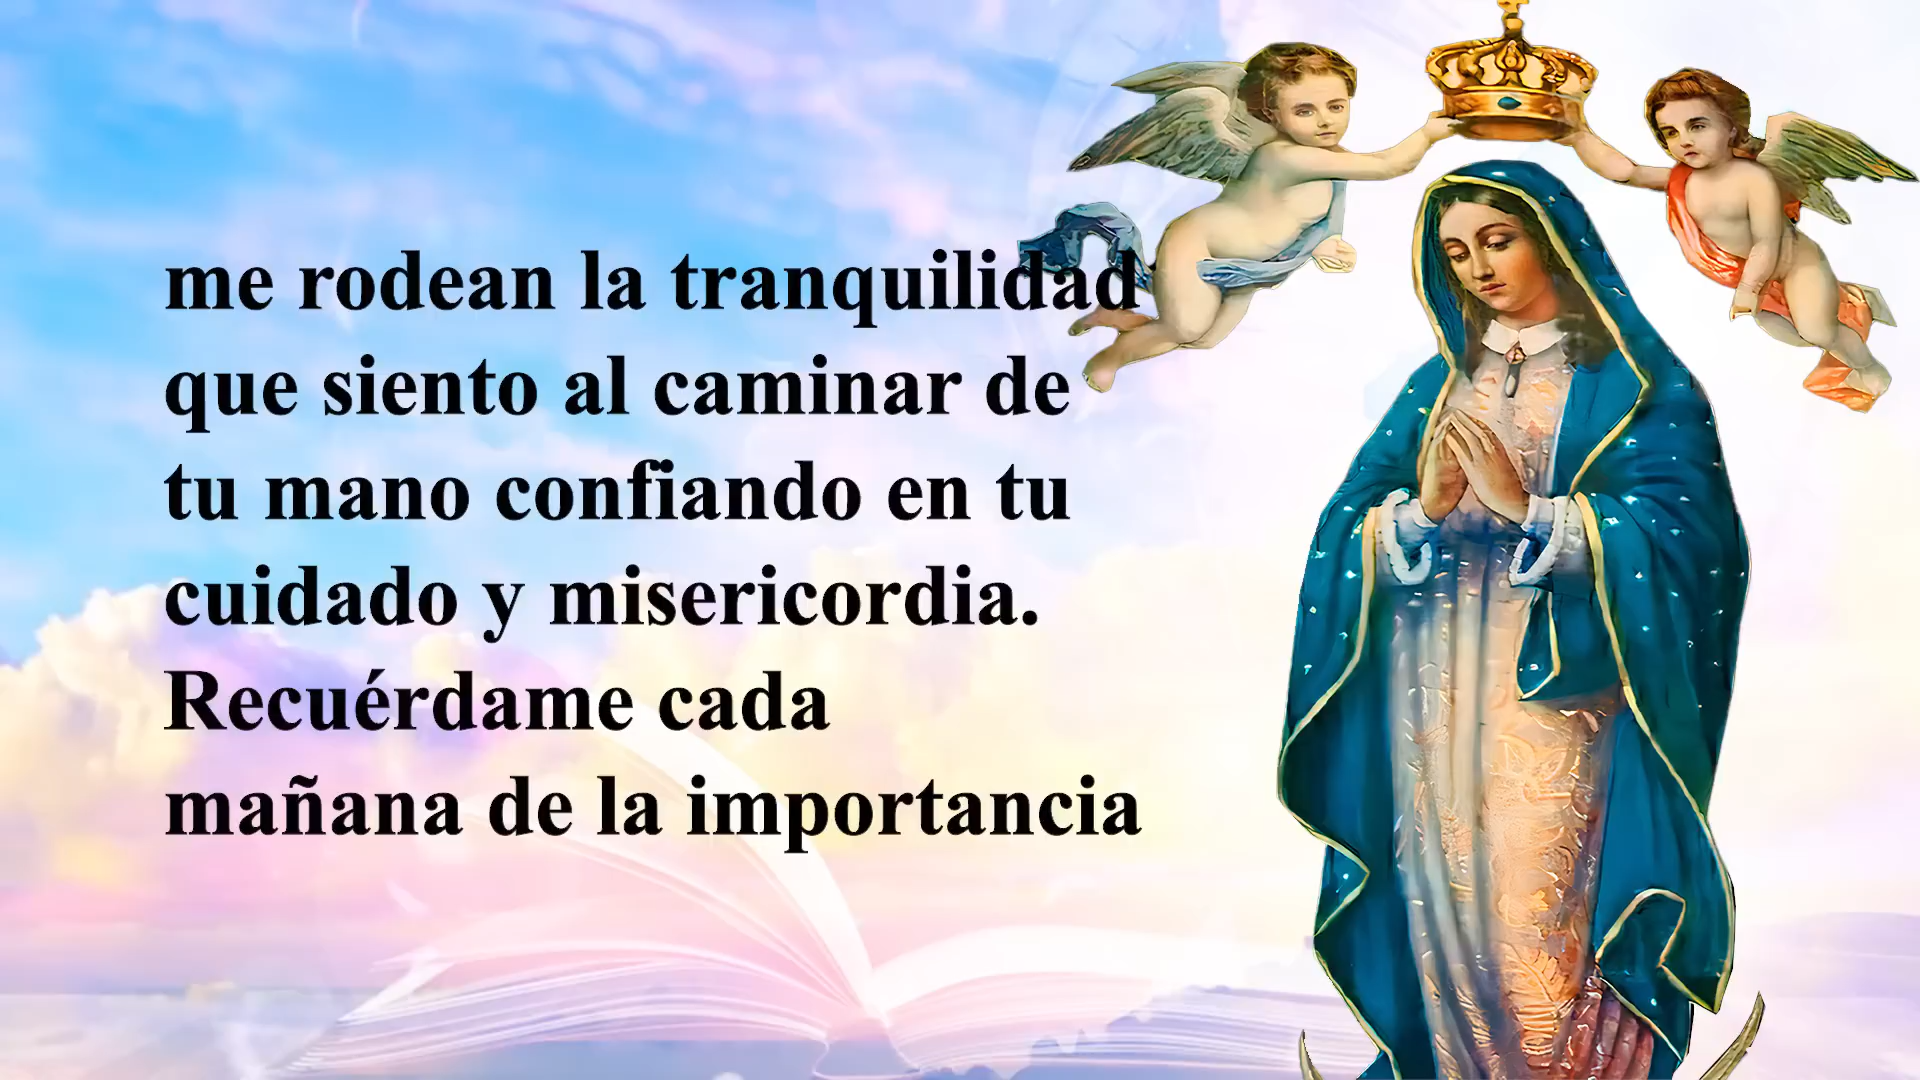 me rodean la tranquilidad
que siento al caminar de
tu mano confiando en tu
cuidado y misericordia.
Recuérdame cada
mañana de la importancia